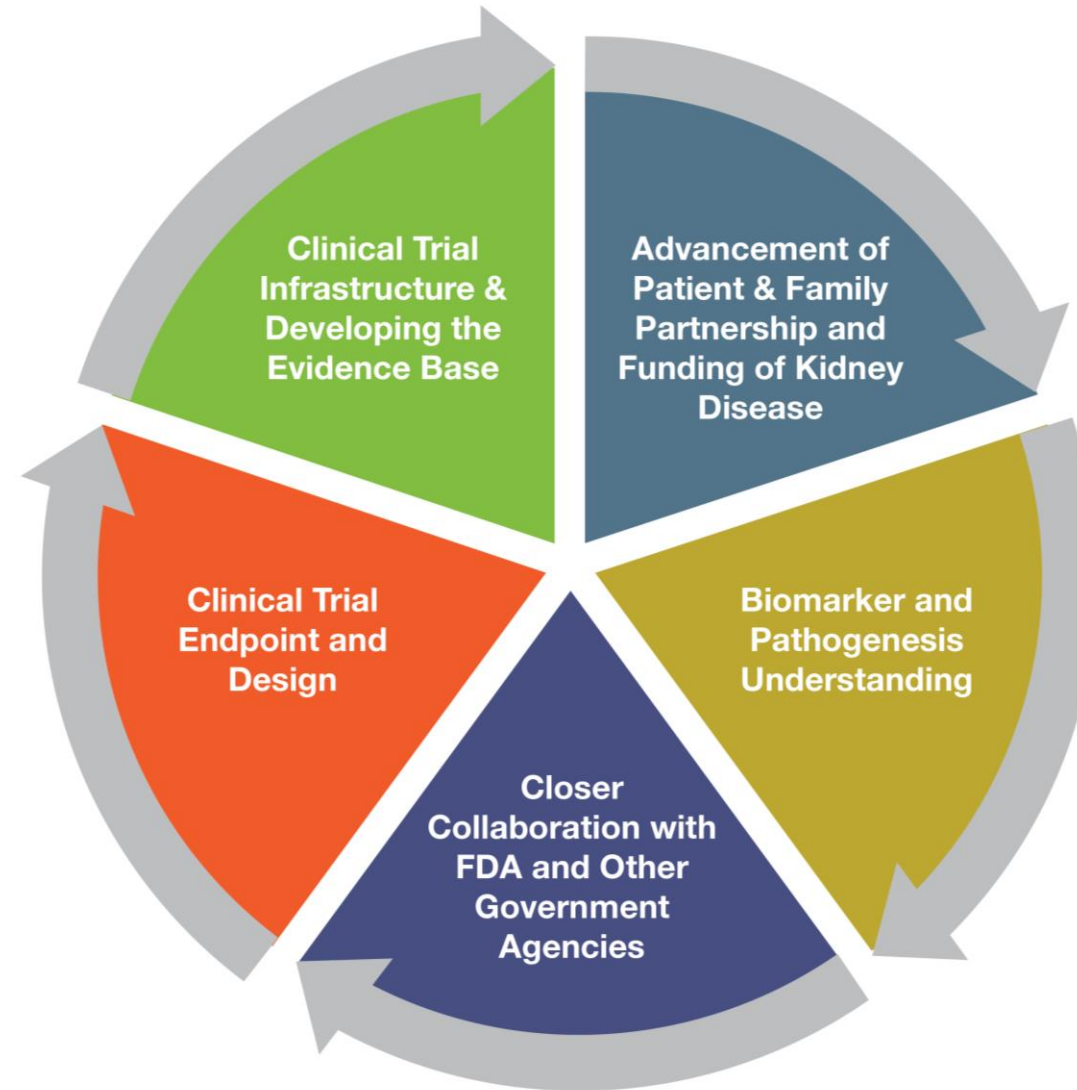 Clinical Trial
Infrastructure &
Developing the
Evidence Base
Advancement of
Patient & Family
Partnership and
Funding of Kidney
Disease
Clinical Trial
Endpoint and
Design
Biomarker and
Pathogenesis
Understanding
Closer
Collaboration with
FDA and Other
Government
Agencies